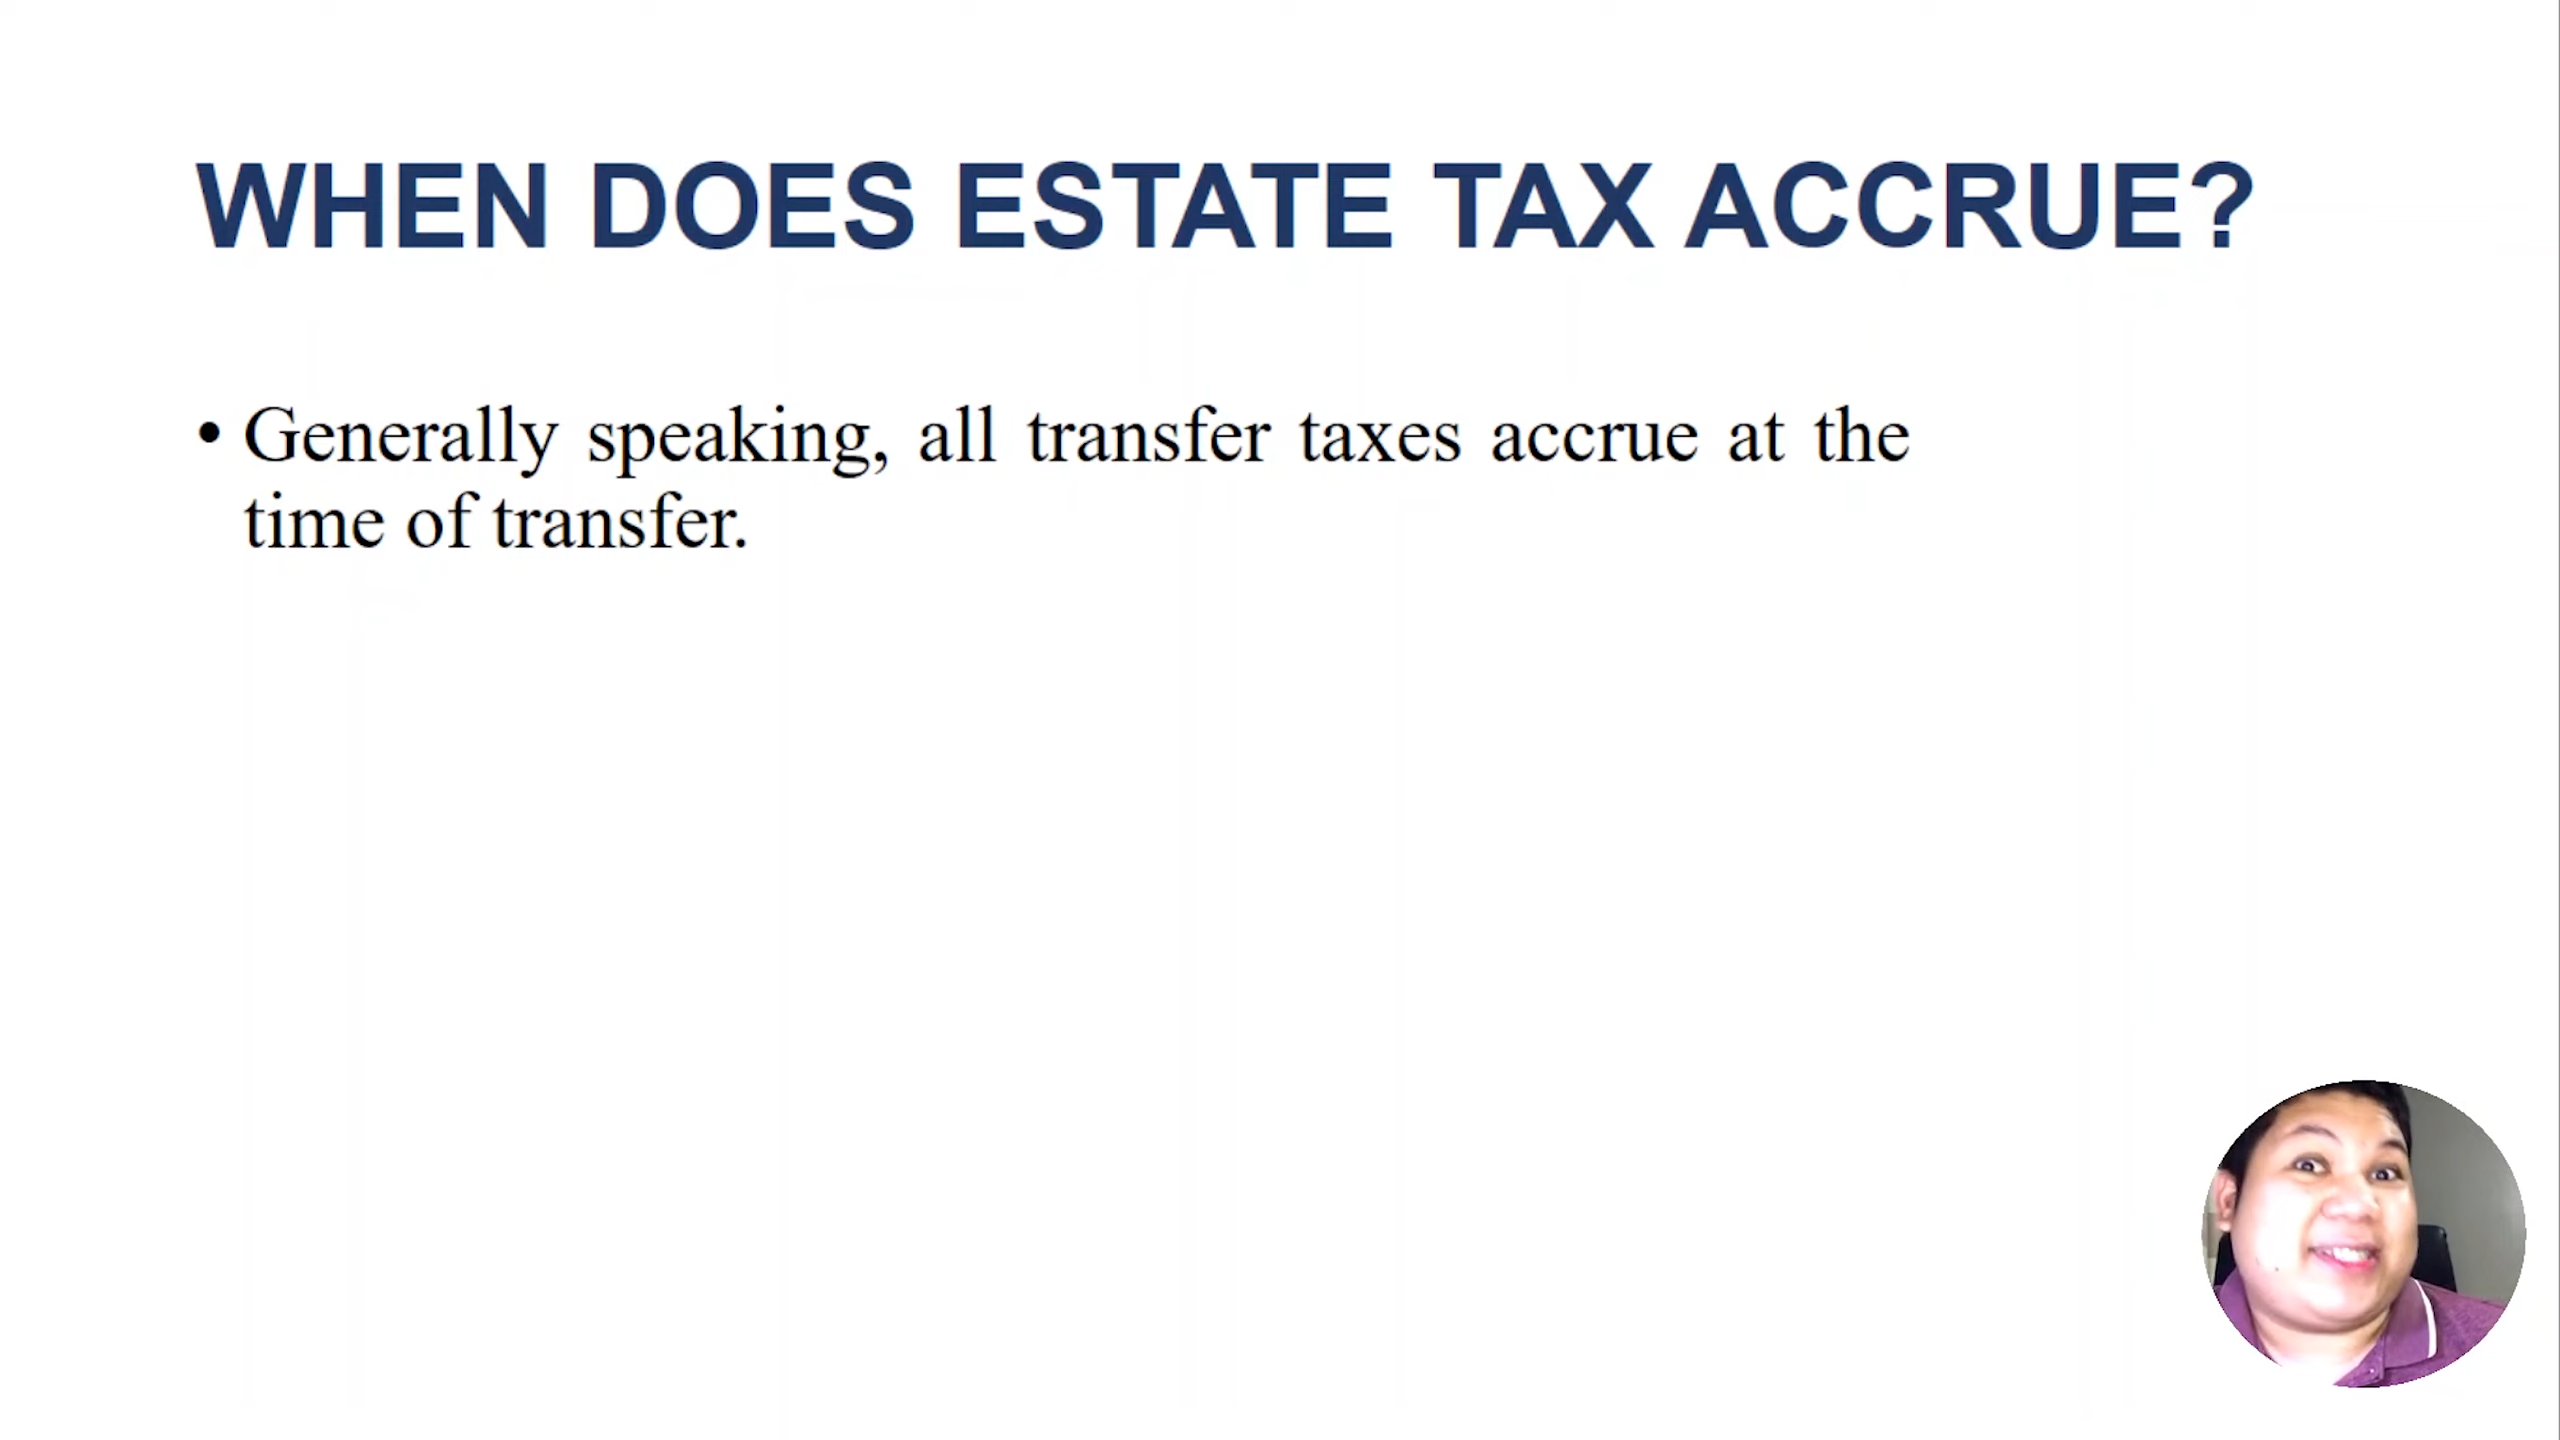 WHEN DOES ESTATE TAX ACCRUE?
• Generally speaking, all transfer taxes accrue at the
time of transfer.